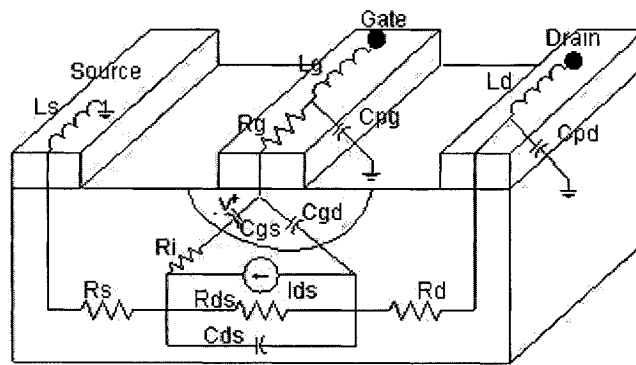 Gate
Drain
Source
Lg
Ld
Ls
Rg
Cpg
Cpd
V+
Cgs
Cgd
Ri
Rs
Rds
Ids
Rd
Cds